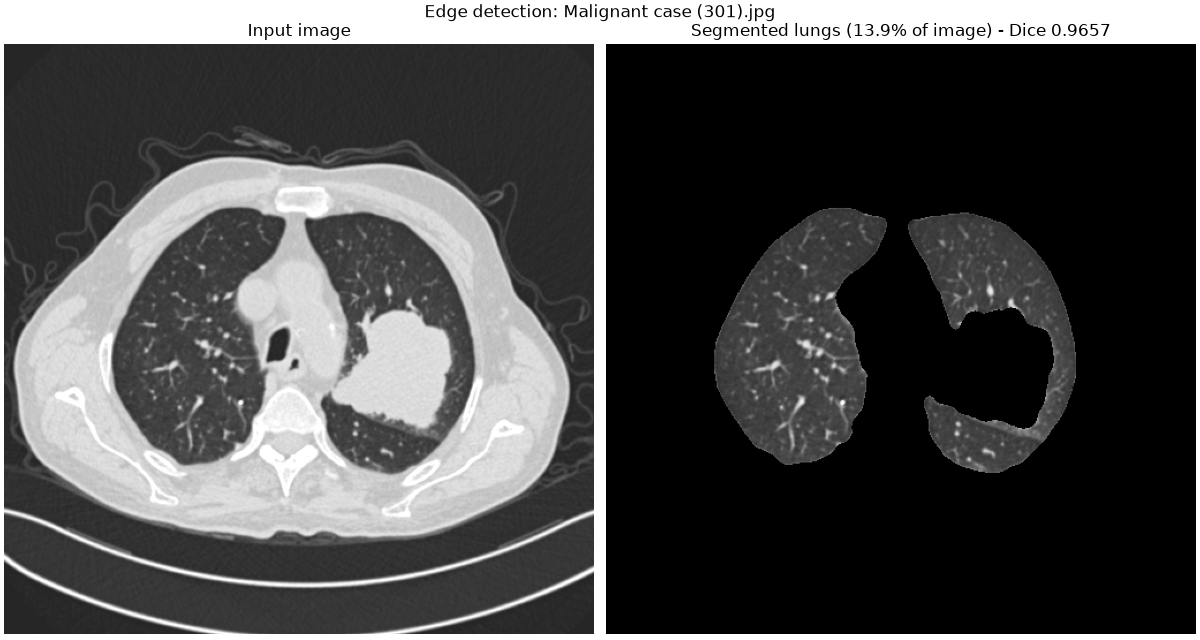 Edge detection: Malignant case (301).jpg
Input image
Segmented lungs (13.9% of image) - Dice 0.9657